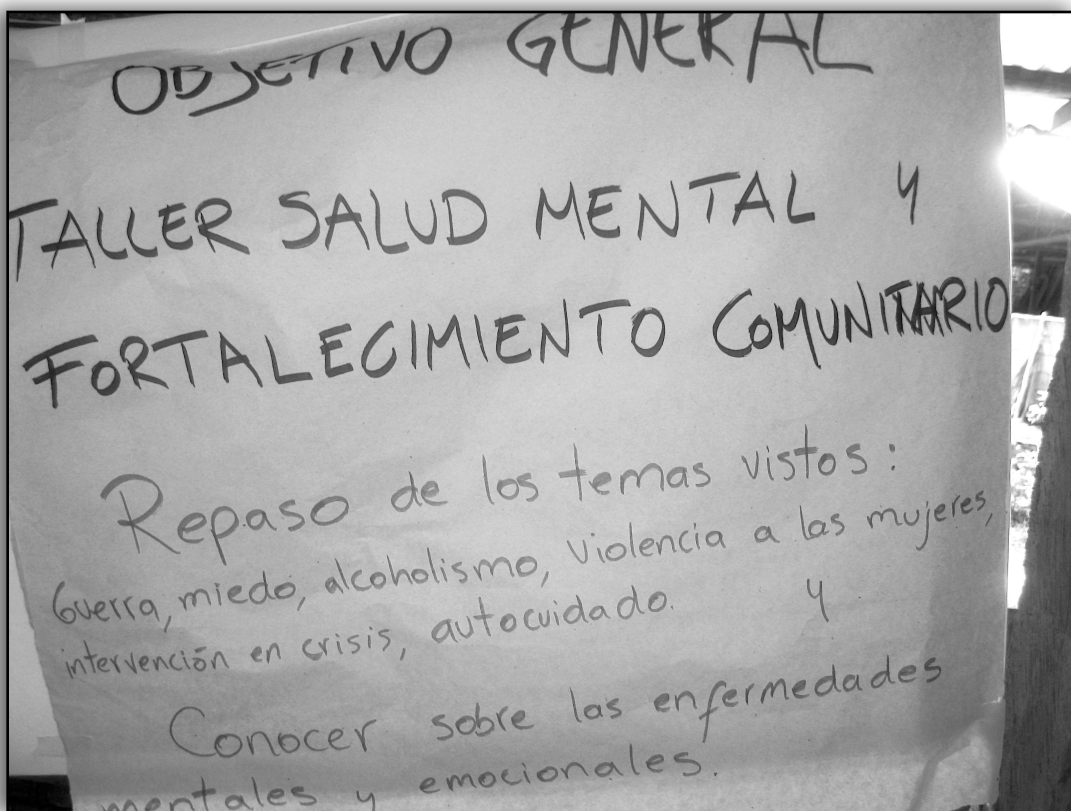 OBJETIVO GENERAL
TALLER SALUD MENTAL Y
FORTALECIMIENTO COMUNITARIO
Repaso de los temas vistos:
Guerra, miedo, alcoholismo, violencia a las mujeres,
intervención en crisis, autocuidado. y
Conocer sobre las enfermedades
mentales y emocionales.